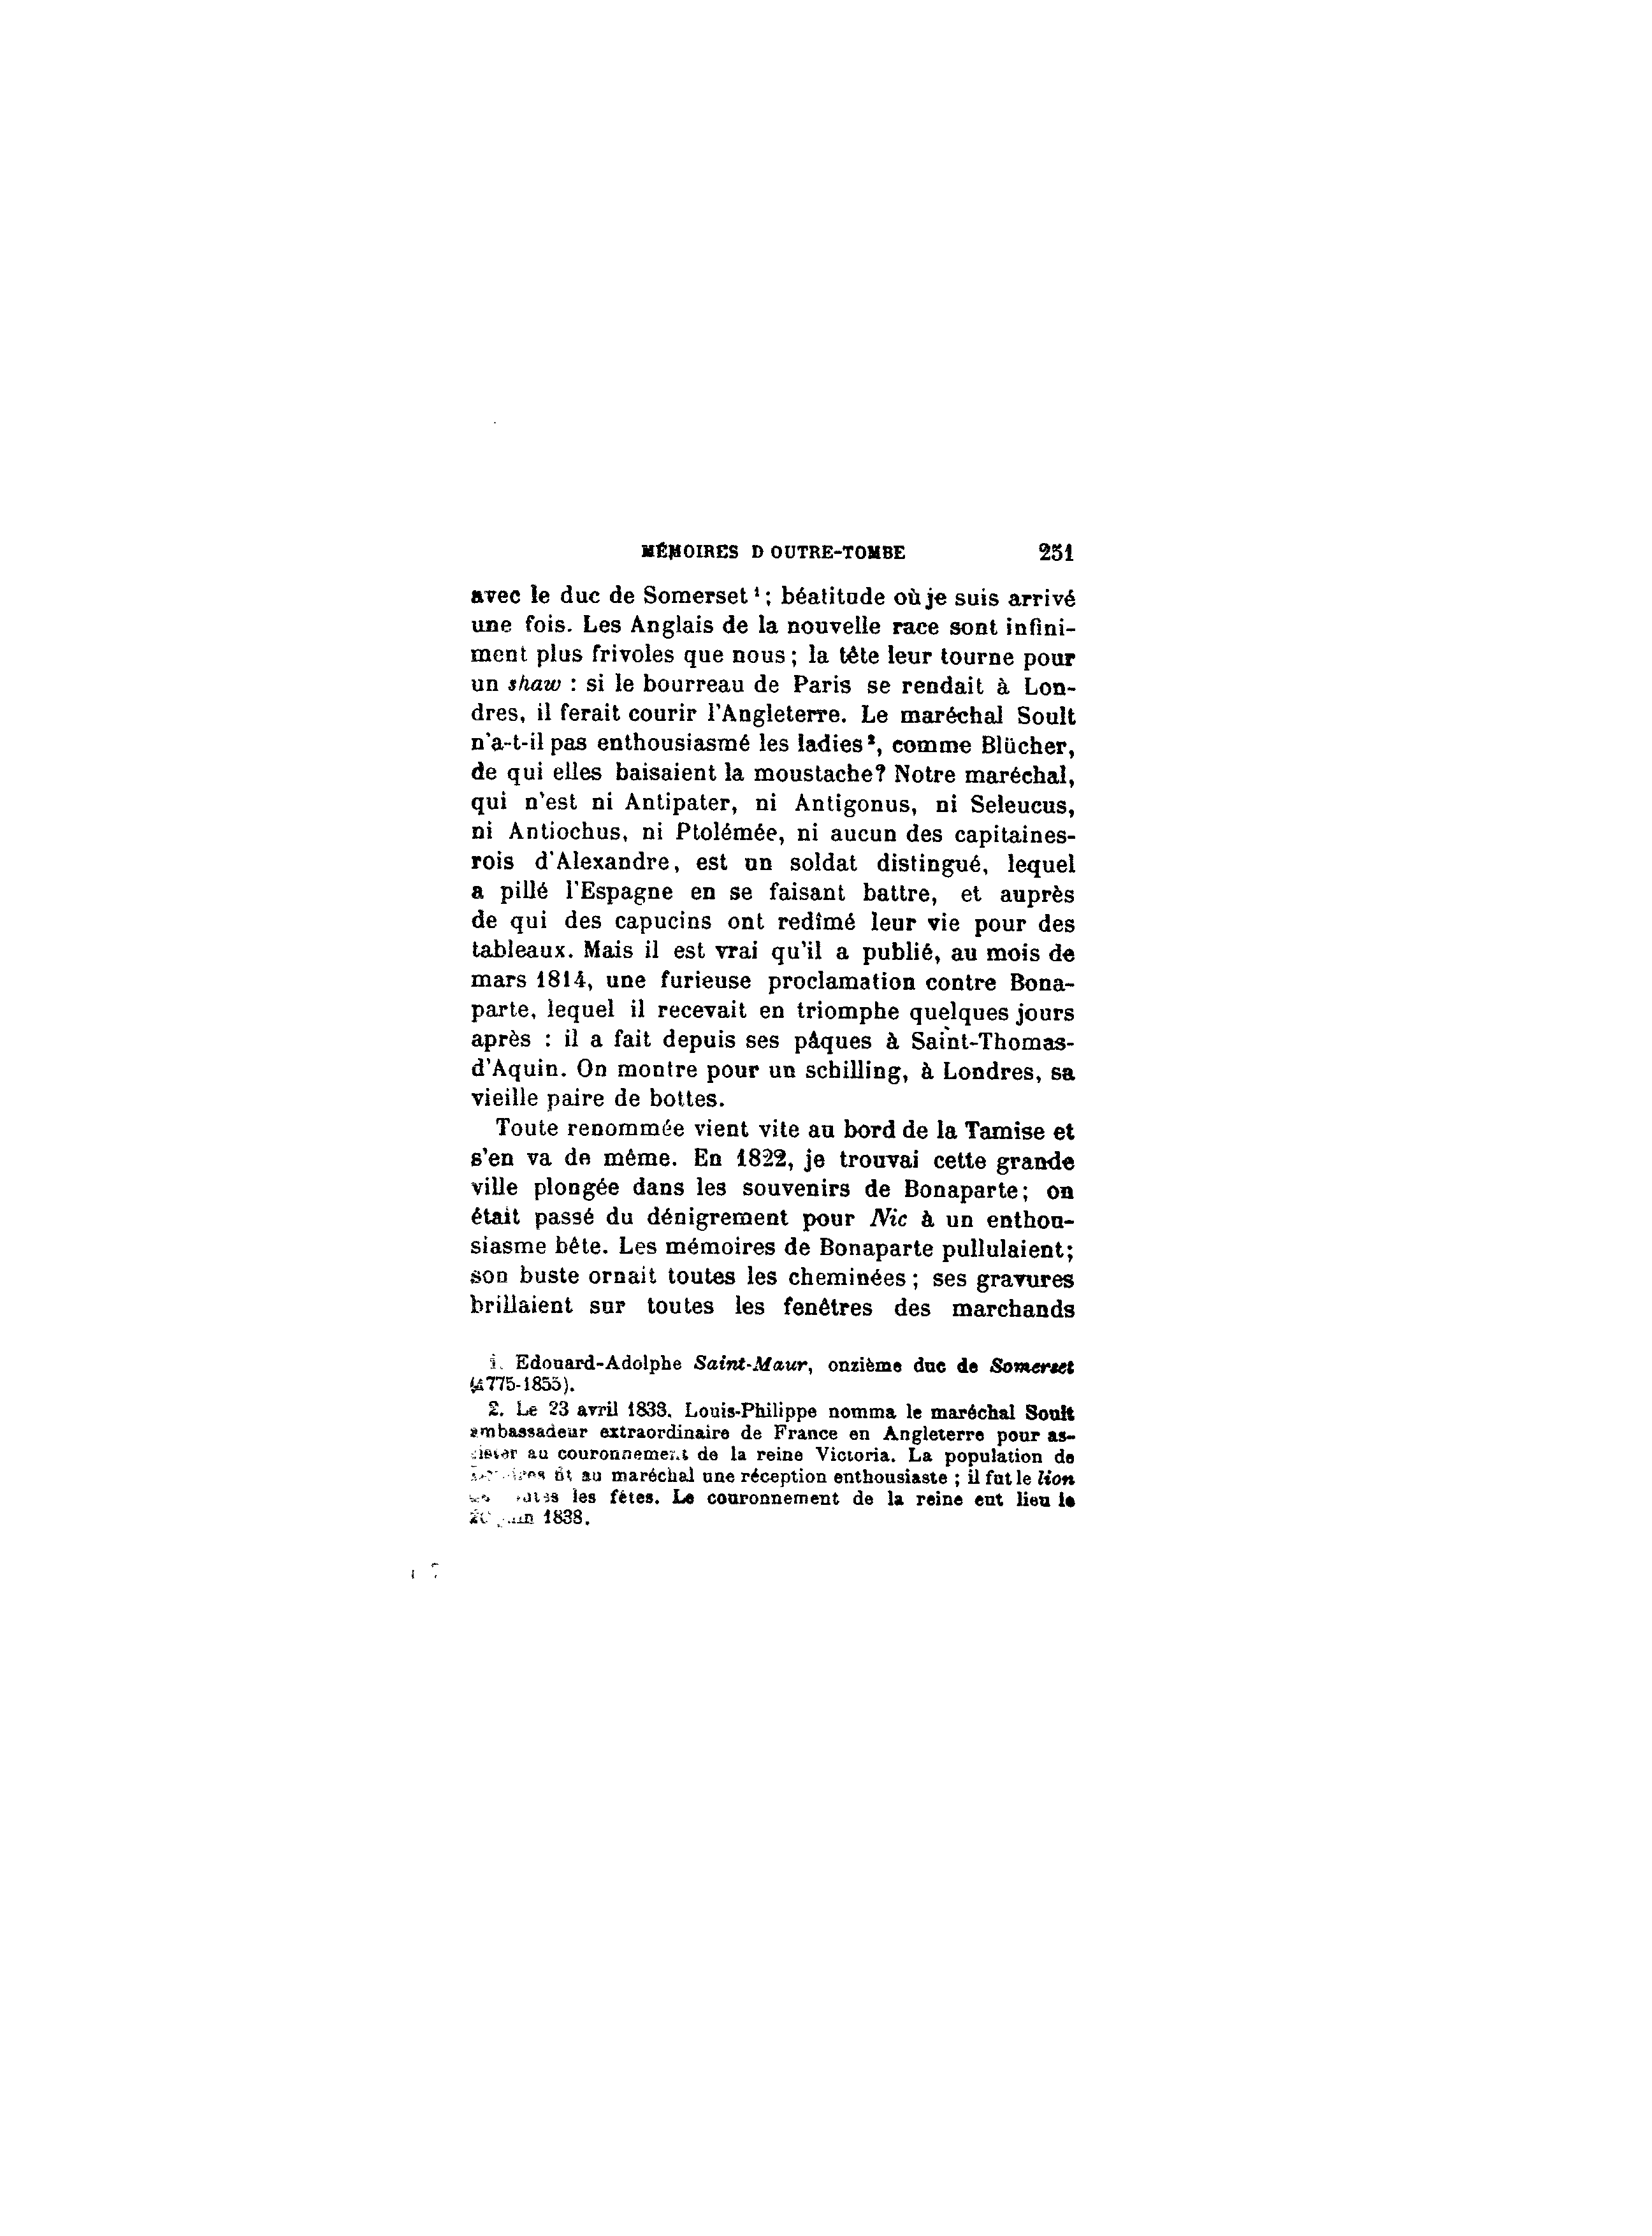 MÉMOIRES D OUTRE-TOMBE 251
avec le duc de Somerset¹; béatitude où je suis arrivé
une fois. Les Anglais de la nouvelle race sont infini-
ment plus frivoles que nous; la tête leur tourne pour
un shaw : si le bourreau de Paris se rendait à Lon-
dres, il ferait courir l'Angleterre. Le maréchal Soult
n'a-t-il pas enthousiasmé les ladies², comme Blücher,
de qui elles baisaient la moustache? Notre maréchal,
qui n'est ni Antipater, ni Antigonus, ni Seleucus,
ni Antiochus, ni Ptolémée, ni aucun des capitaines-
rois d'Alexandre, est un soldat distingué, lequel
a pillé l'Espagne en se faisant battre, et auprès
de qui des capucins ont redîmé leur vie pour des
tableaux. Mais il est vrai qu'il a publié, au mois de
mars 1814, une furieuse proclamation contre Bona-
parte, lequel il recevait en triomphe quelques jours
après : il a fait depuis ses pâques à Saint-Thomas-
d'Aquin. On montre pour un schilling, à Londres, sa
vieille paire de bottes.
Toute renommée vient vite au bord de la Tamise et
s'en va de même. En 1822, je trouvai cette grande
ville plongée dans les souvenirs de Bonaparte; on
était passé du dénigrement pour Nic à un enthou-
siasme bête. Les mémoires de Bonaparte pullulaient;
son buste ornait toutes les cheminées; ses gravures
brillaient sur toutes les fenêtres des marchands
1. Edouard-Adolphe Saint-Maur, onzième duc de Somerset
(1775-1855).
2. Le 23 avril 1838, Louis-Philippe nomma le maréchal Soult
ambassadeur extraordinaire de France en Angleterre pour as-
sister au couronnement de la reine Victoria. La population de
fit au maréchal une réception enthousiaste ; il fut le lion
les fêtes. Le couronnement de la reine eut lieu le
juin 1838.